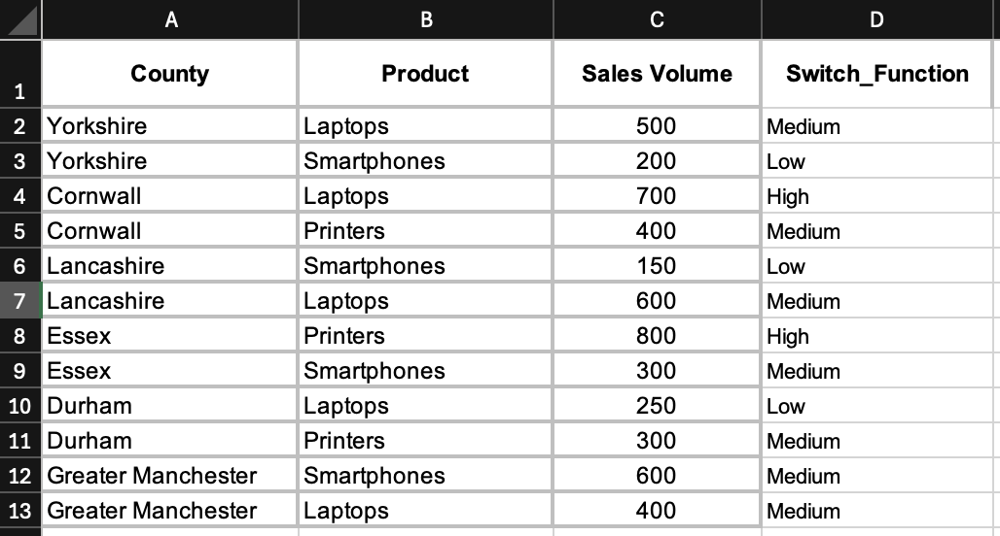 A B C D
1 County Product Sales Volume Switch_Function
2 Yorkshire Laptops 500 Medium
3 Yorkshire Smartphones 200 Low
4 Cornwall Laptops 700 High
5 Cornwall Printers 400 Medium
6 Lancashire Smartphones 150 Low
7 Lancashire Laptops 600 Medium
8 Essex Printers 800 High
9 Essex Smartphones 300 Medium
10 Durham Laptops 250 Low
11 Durham Printers 300 Medium
12 Greater Manchester Smartphones 600 Medium
13 Greater Manchester Laptops 400 Medium